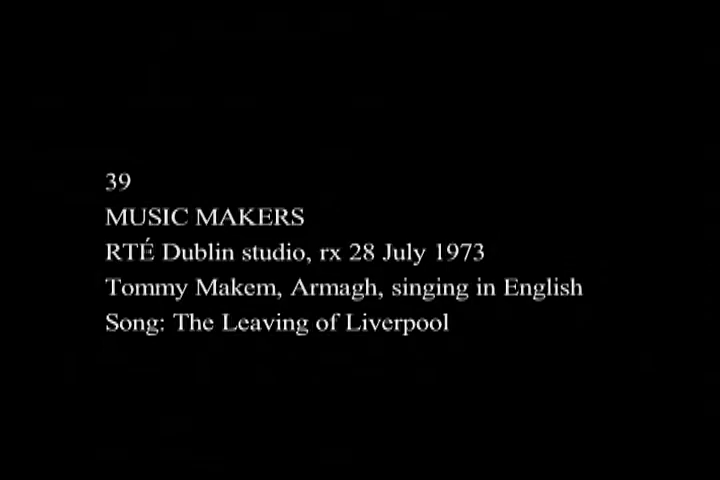 39
MUSIC MAKERS
RTÉ Dublin studio, rx 28 July 1973
Tommy Makem, Armagh, singing in English
Song: The Leaving of Liverpool